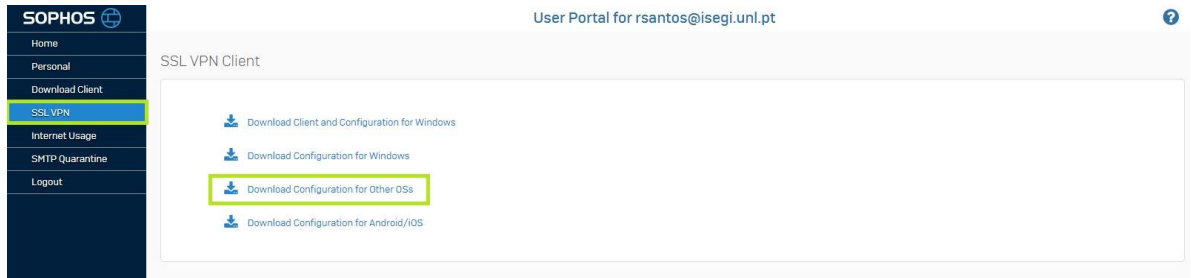 SOPHOS
User Portal for rsantos@isegi.unl.pt
?
Home
Personal
Download Client
SSL VPN
Internet Usage
SMTP Quarantine
Logout
SSL VPN Client
Download Client and Configuration for Windows
Download Configuration for Windows
Download Configuration for Other OSs
Download Configuration for Android/iOS